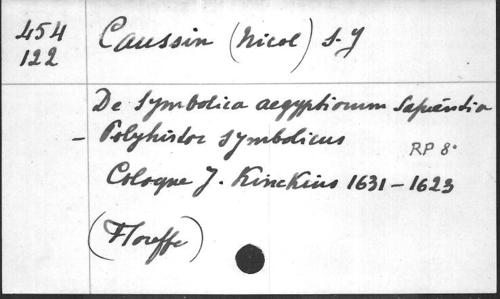 454
122
Caussin (Nicol) S.J
De Symbolica aegyptiorum Sapientia
- Polyhistor Symbolicus
RP 8°
Cologne J. Kinckius 1631-1623
(Floreffe)